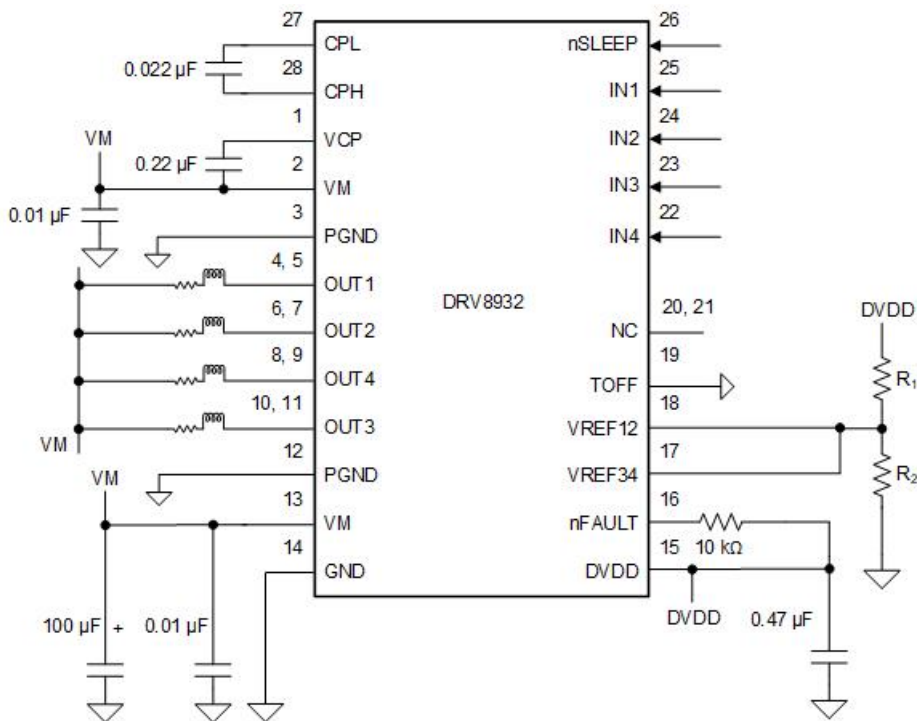 27
CPL
0.022 µF
28
CPH
1
VCP
VM
0.22 µF
2
VM
0.01 µF
3
PGND
4, 5
OUT1
6, 7
OUT2
8, 9
OUT4
10, 11
OUT3
VM
12
PGND
VM
13
VM
14
GND
100 µF +
0.01 µF
DRV8932
26
nSLEEP
25
IN1
24
IN2
23
IN3
22
IN4
20, 21
NC
DVDD
19
TOFF
R1
18
VREF12
17
VREF34
R2
16
nFAULT
10 kΩ
15
DVDD
DVDD
0.47 µF